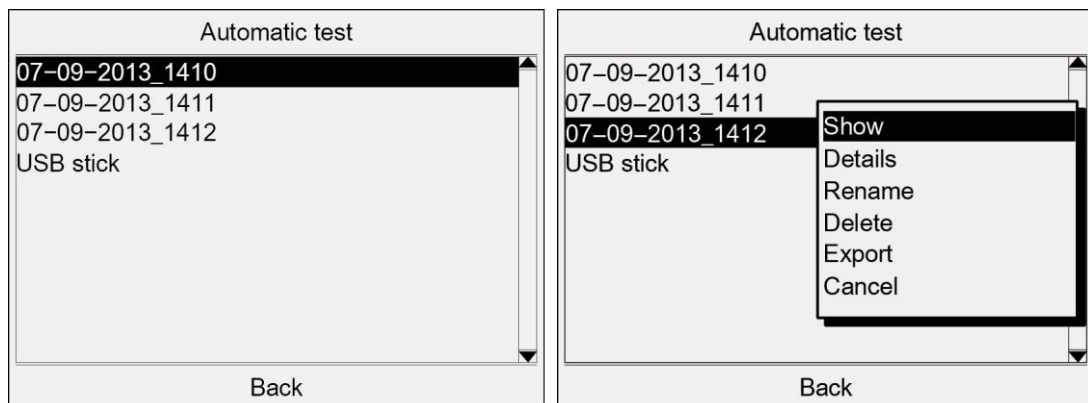 Automatic test
07-09-2013_1410
07-09-2013_1411
07-09-2013_1412
USB stick
Back
Automatic test
07-09-2013_1410
07-09-2013_1411
07-09-2013_1412
USB stick
Show
Details
Rename
Delete
Export
Cancel
Back